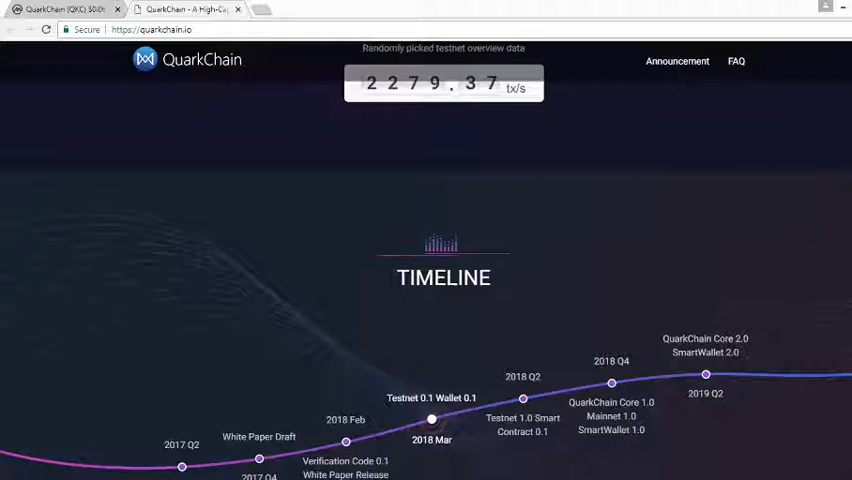 QuarkChain (QKC) $0.0
QuarkChain - A High-Cap
Secure
https://quarkchain.io
Randomly picked testnet overview data
QuarkChain
Announcement
FAQ
2279.37 tx/s
TIMELINE
QuarkChain Core 2.0
SmartWallet 2.0
2018 Q4
2018 Q2
2019 Q2
Testnet 0.1 Wallet 0.1
QuarkChain Core 1.0
Mainnet 1.0
SmartWallet 1.0
2018 Feb
Testnet 1.0 Smart
Contract 0.1
White Paper Draft
2018 Mar
2017 Q2
Verification Code 0.1
White Paper Release
2017 Q4